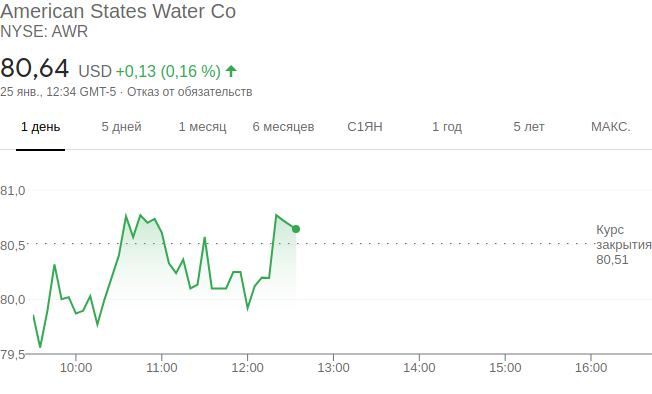 American States Water Co
NYSE: AWR
80,64 USD +0,13 (0,16 %)
25 янв., 12:34 GMT-5 · Отказ от обязательств
1 день 5 дней 1 месяц 6 месяцев С1ЯН 1 год 5 лет МАКС.
81,0
80,5
80,0
79,5
Курс
закрытия
80,51
10:00 11:00 12:00 13:00 14:00 15:00 16:00